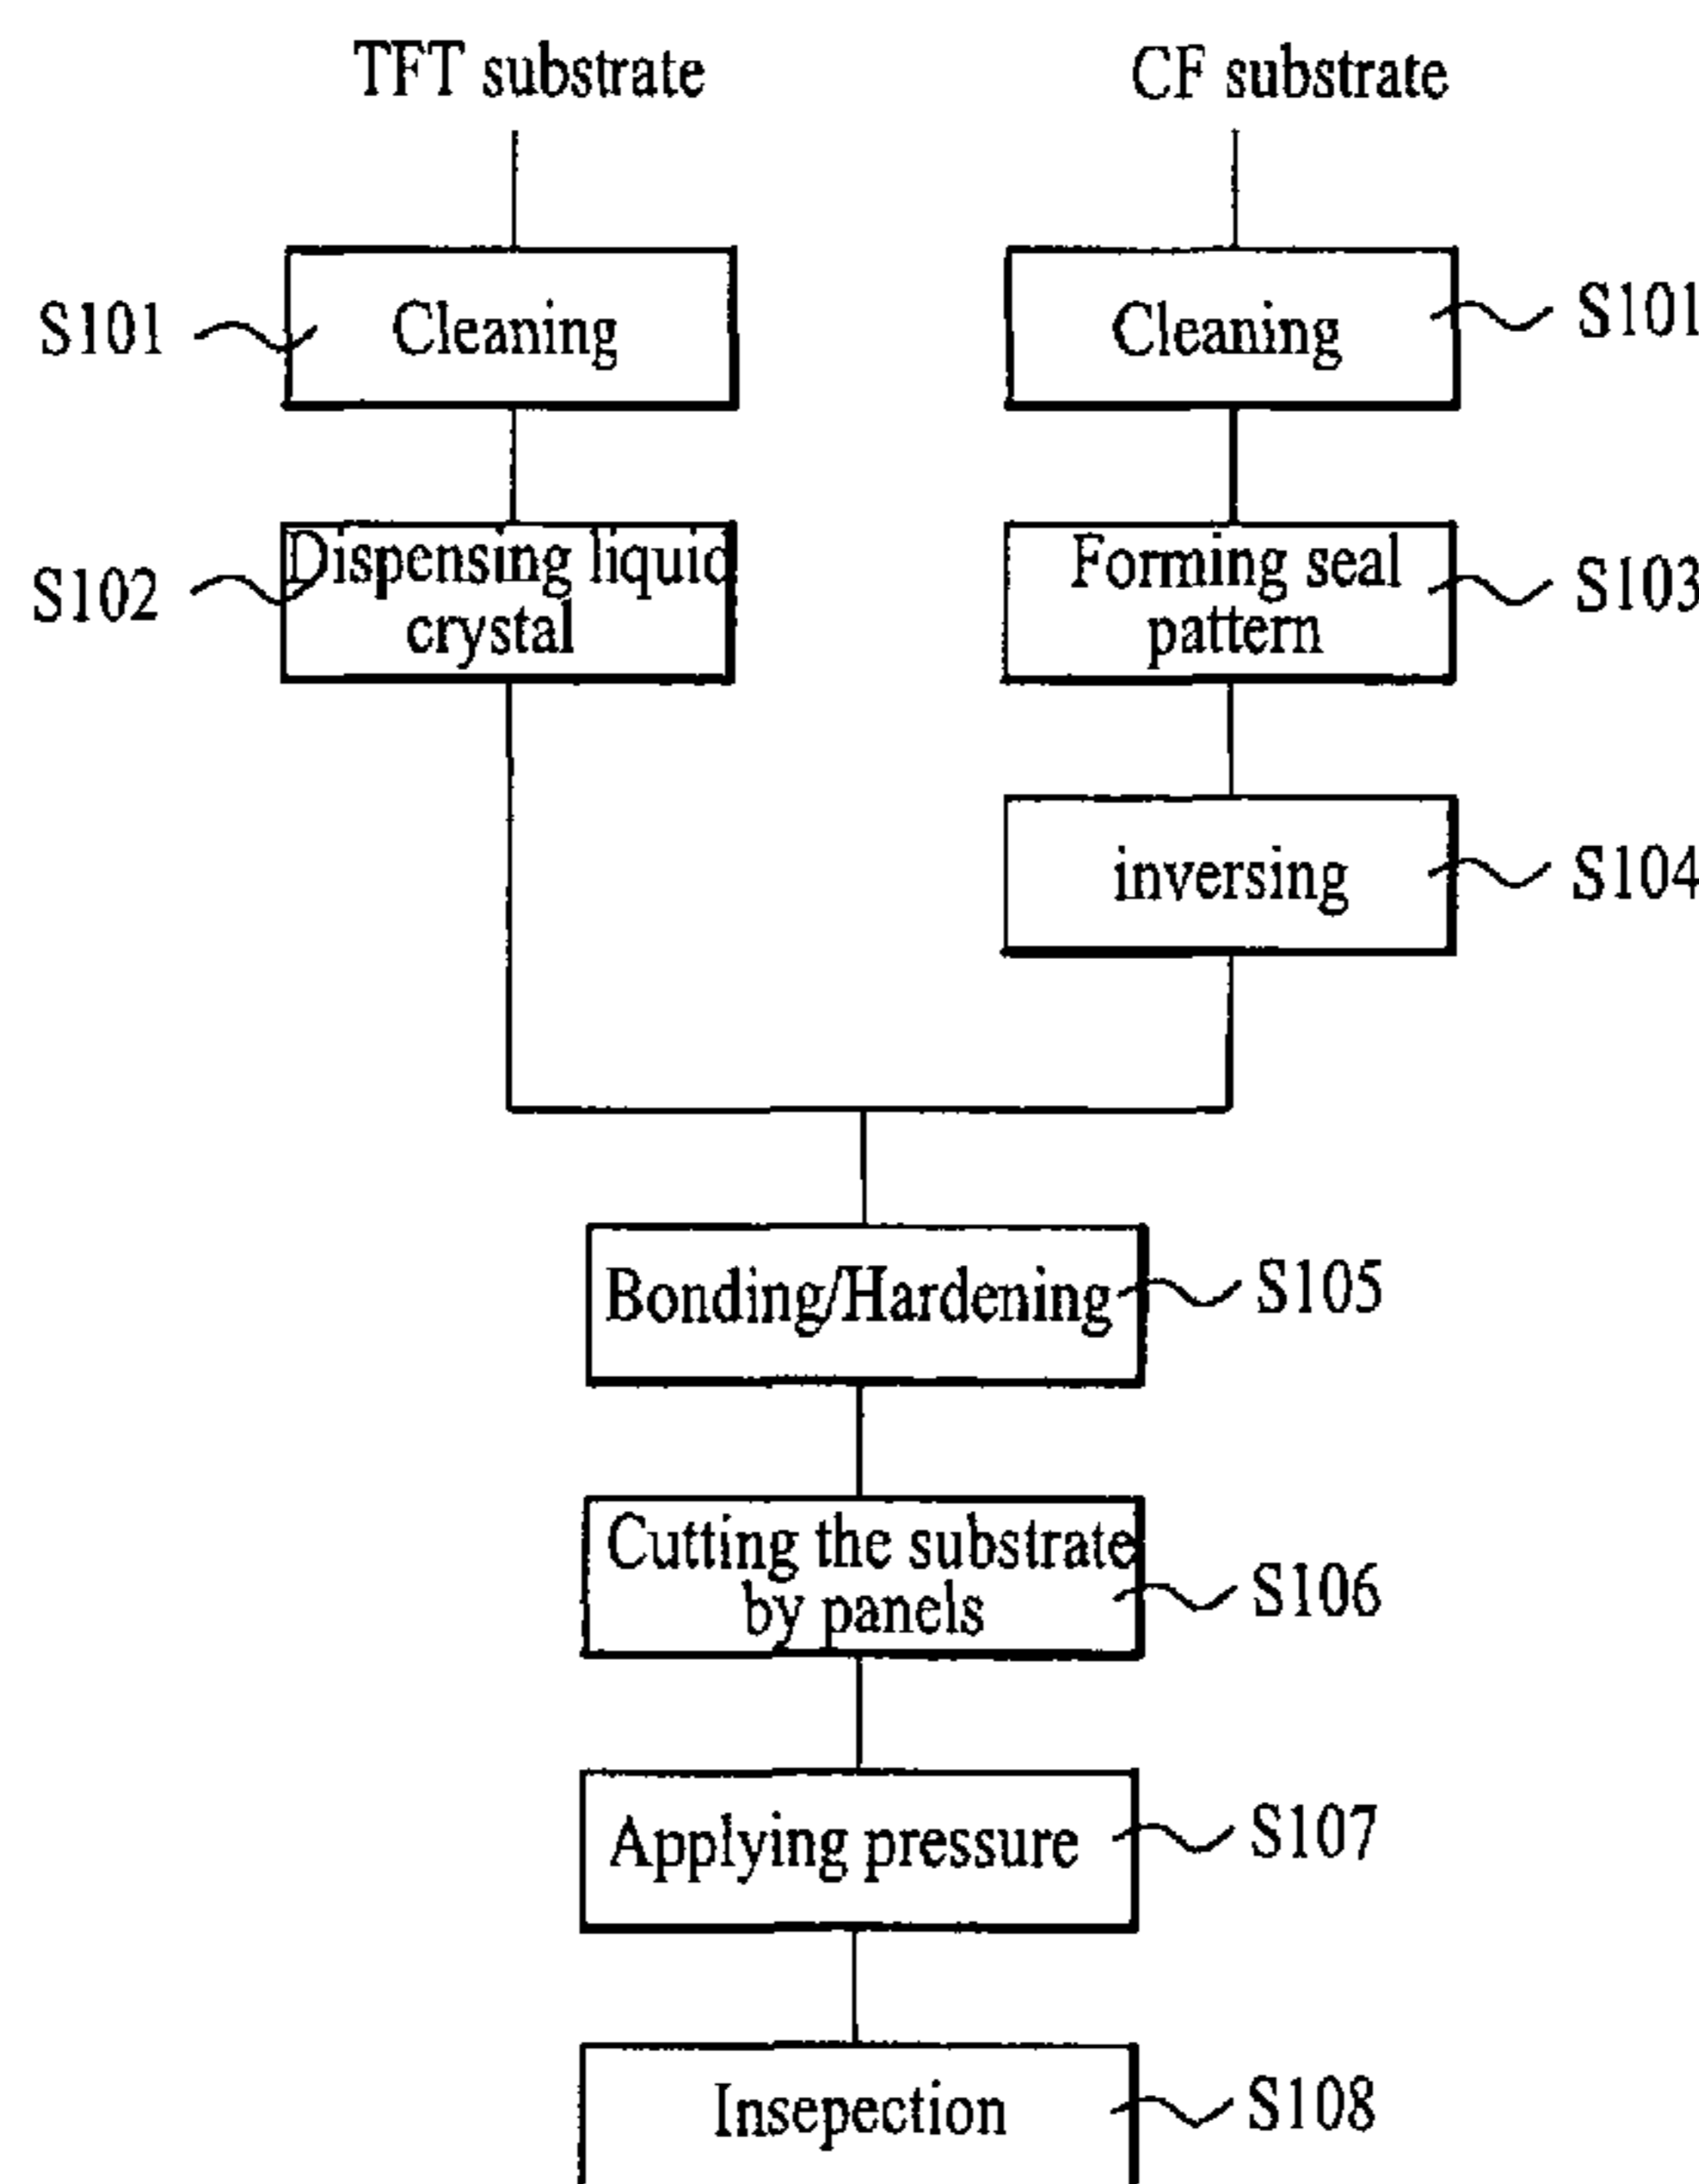 TFT substrate
CF substrate
S101
Cleaning
Cleaning
S101
S102
Dispensing liquid
crystal
Forming seal
pattern
S103
inversing
S104
Bonding/Hardening
S105
Cutting the substrate
by panels
S106
Applying pressure
S107
Insepection
S108